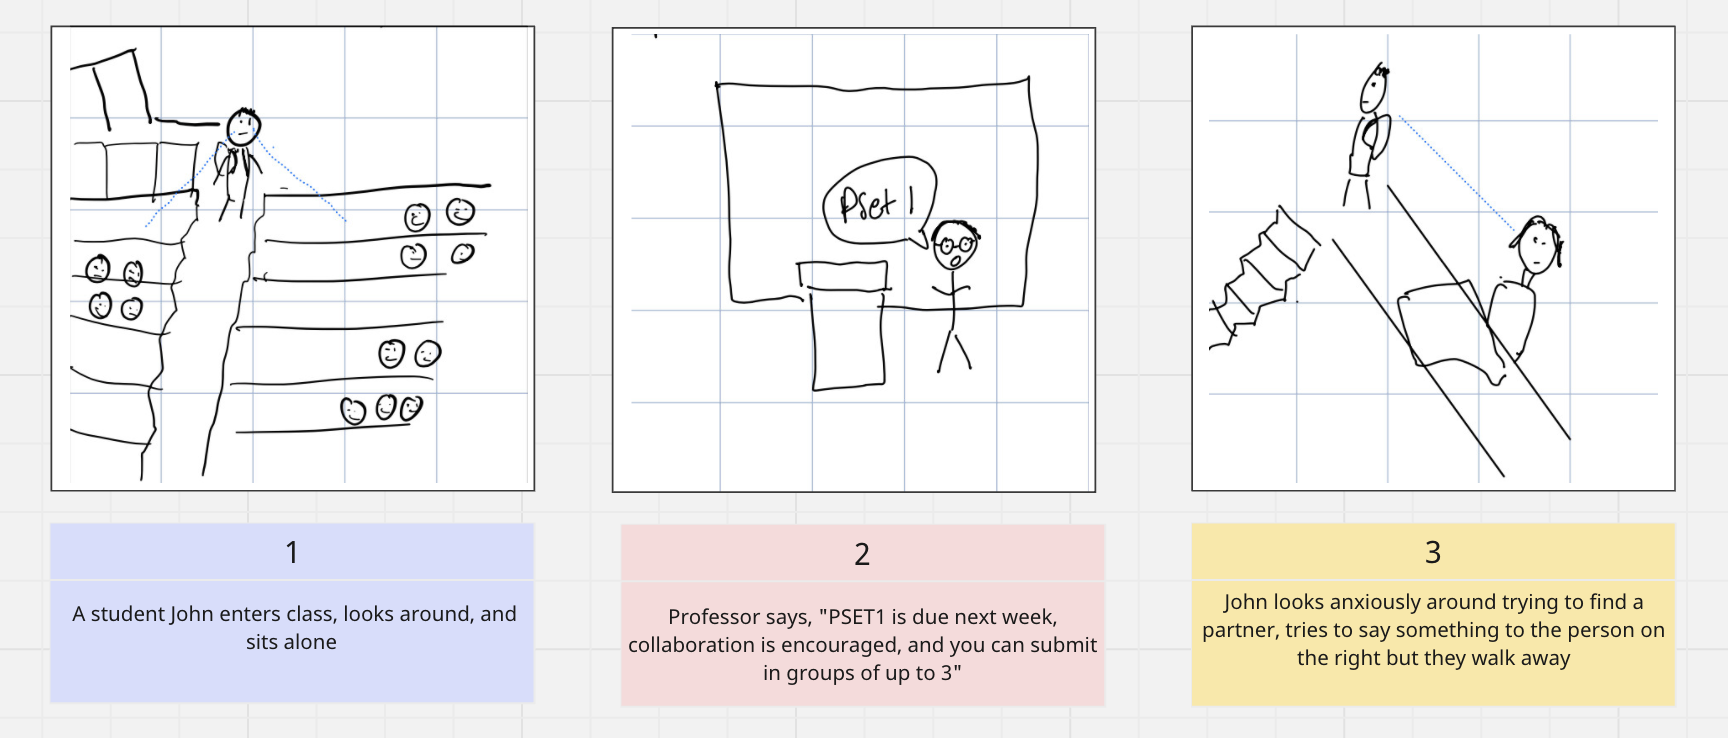 Pset 1
1
A student John enters class, looks around, and
sits alone
2
Professor says, "PSET1 is due next week,
collaboration is encouraged, and you can submit
in groups of up to 3"
3
John looks anxiously around trying to find a
partner, tries to say something to the person on
the right but they walk away